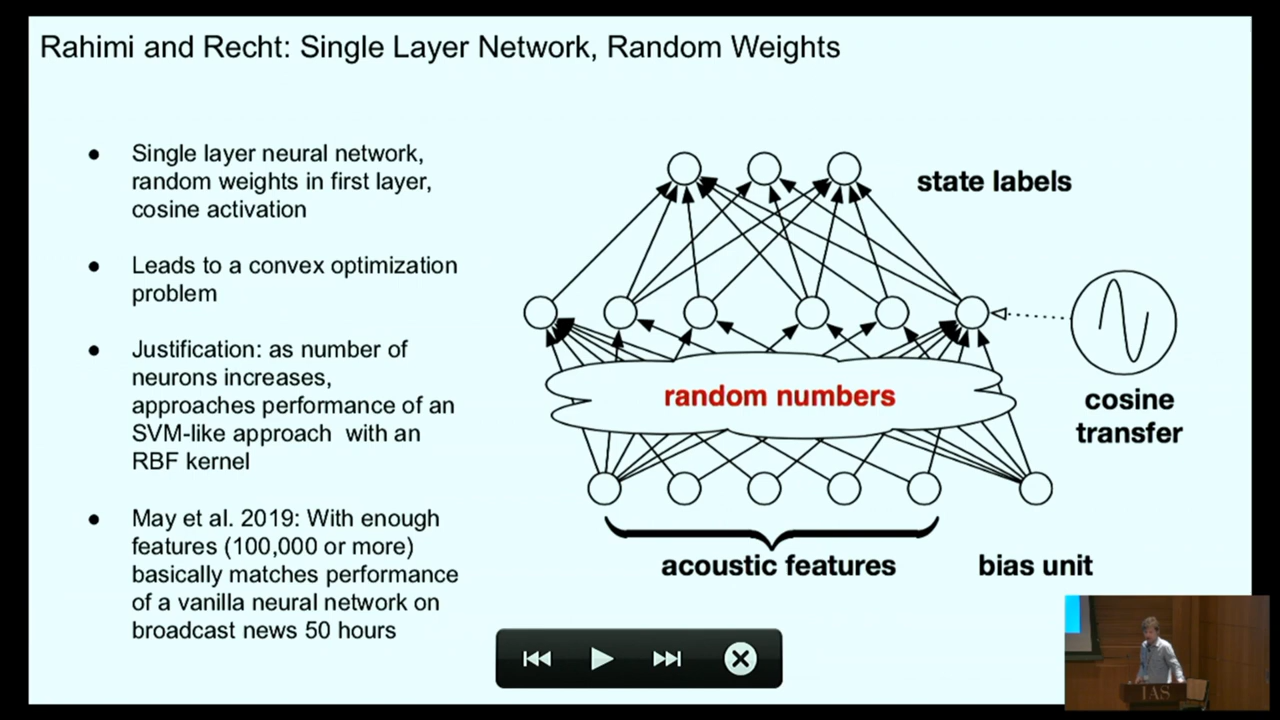 Rahimi and Recht: Single Layer Network, Random Weights
● Single layer neural network,
random weights in first layer,
cosine activation
● Leads to a convex optimization
problem
● Justification: as number of
neurons increases,
approaches performance of an
SVM-like approach with an
RBF kernel
● May et al. 2019: With enough
features (100,000 or more)
basically matches performance
of a vanilla neural network on
broadcast news 50 hours
state labels
random numbers
cosine
transfer
acoustic features
bias unit
IAS